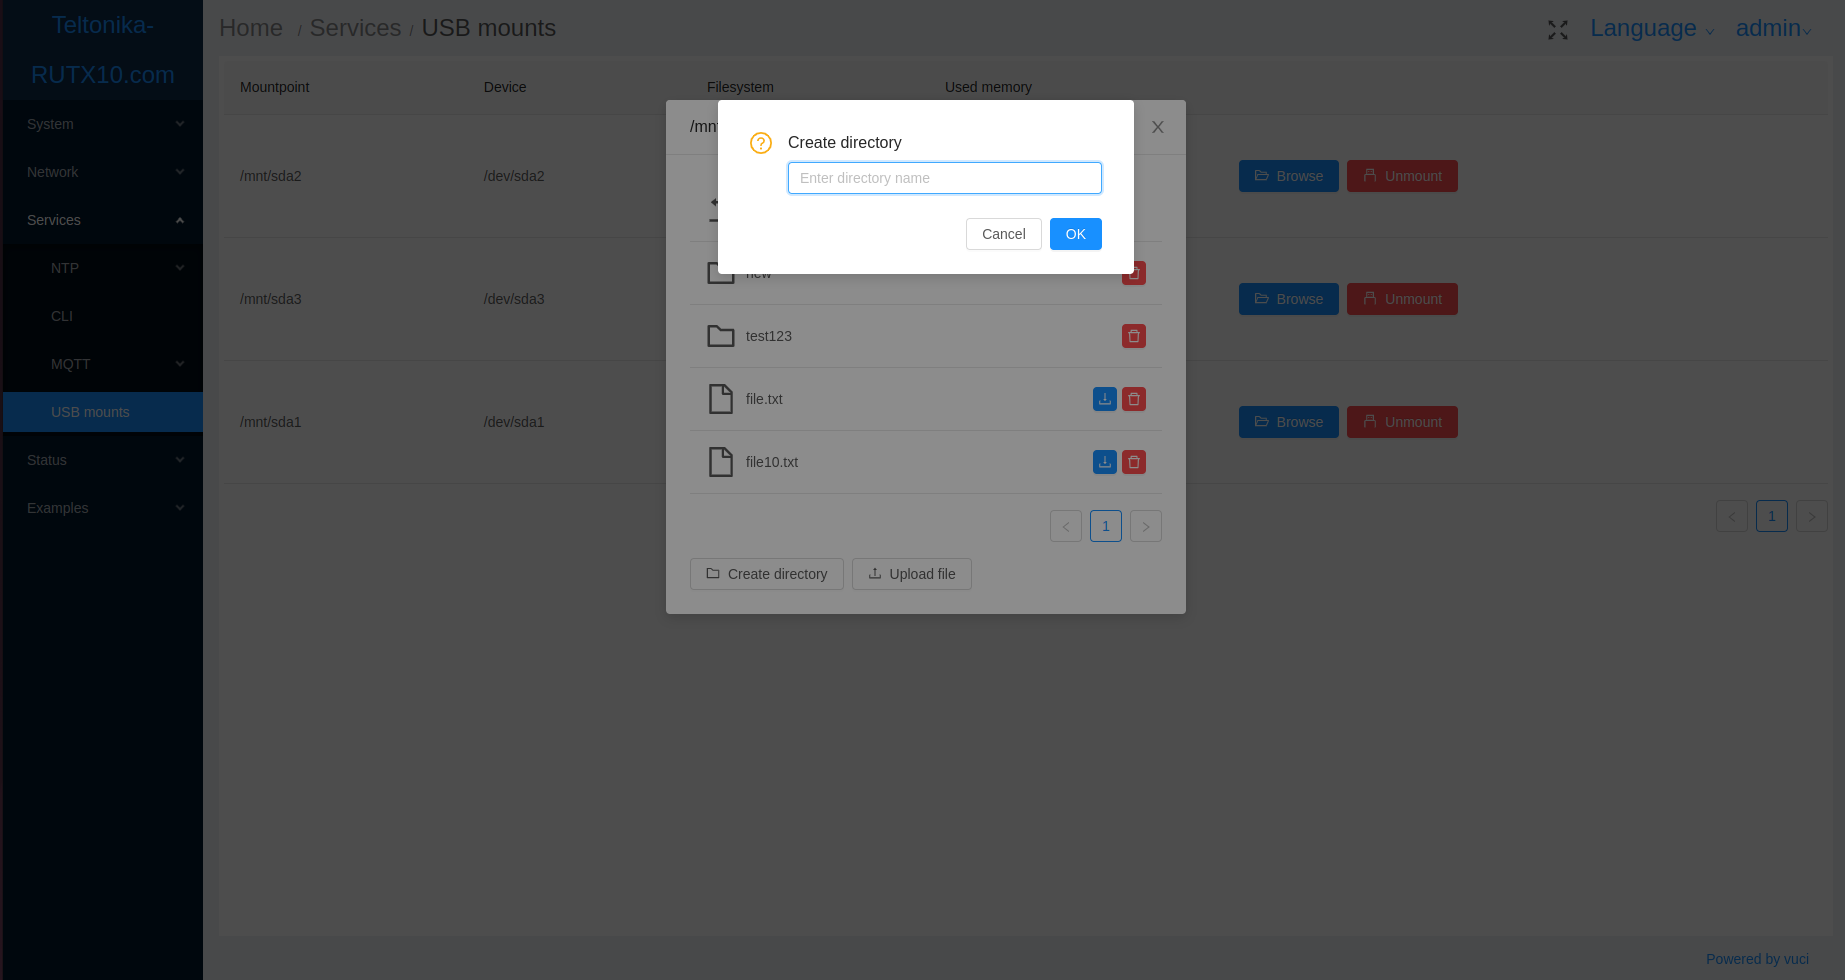 Teltonika-
RUTX10.com
Home / Services / USB mounts
Language
admin
System
Network
Services
NTP
CLI
MQTT
USB mounts
Status
Examples
Mountpoint Device Filesystem Used memory
/mnt/sda2 /dev/sda2 Browse Unmount
/mnt/sda3 /dev/sda3 Browse Unmount
/mnt/sda1 /dev/sda1 Browse Unmount
1
/mnt
Create directory
Enter directory name
Cancel OK
new
test123
file.txt
file10.txt
1
Create directory Upload file
Powered by vuci